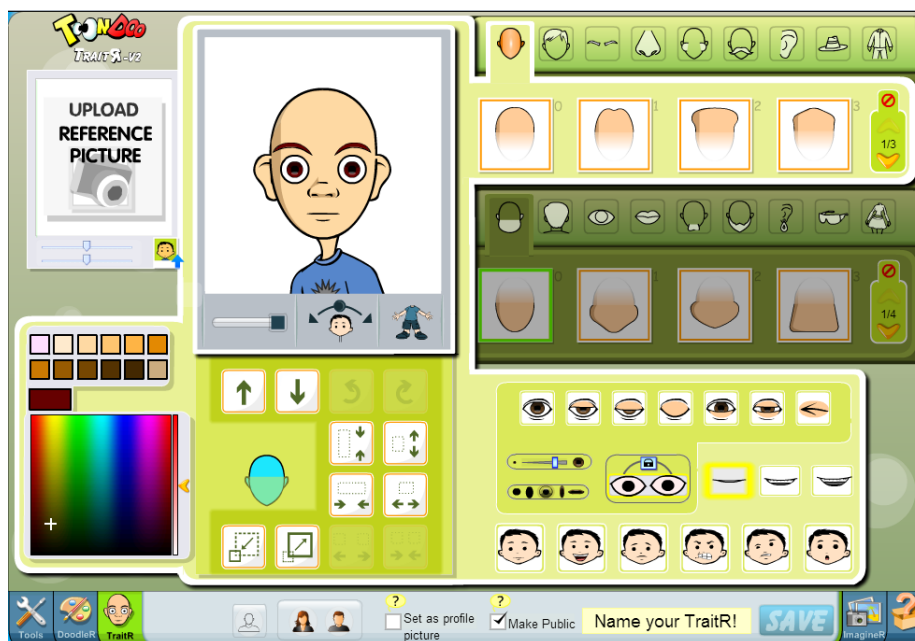 TOONDOO
TRAITR-V2
UPLOAD
REFERENCE
PICTURE
0
1
2
3
1/3
0
1
2
3
1/4
?
?
Set as profile
picture
Make Public
Name your TraitR!
SAVE
Tools
DoodleR
TraitR
ImagineR
?